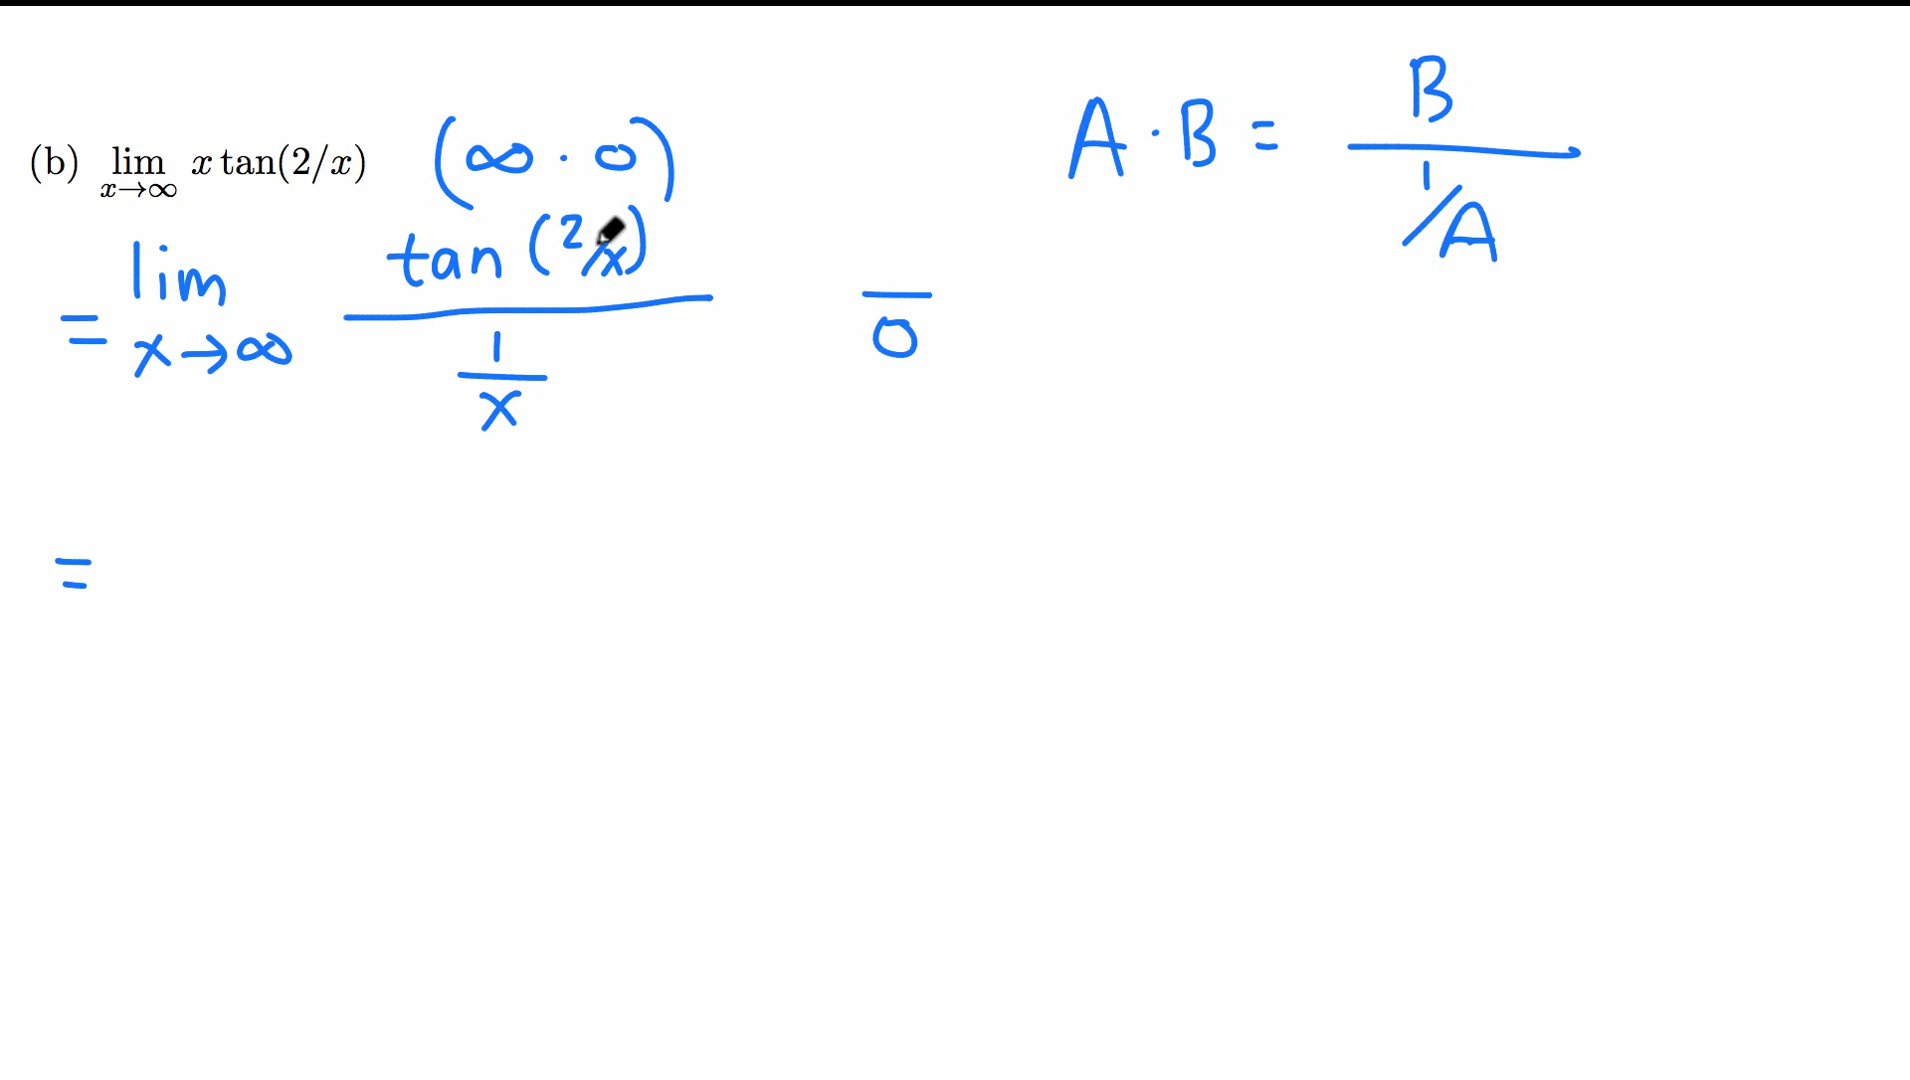 (b) lim x→∞ x tan(2/x) (∞ · 0)
A · B = B / 1/A
= lim x→∞ tan (2/x) / 1/x
/ 0
=